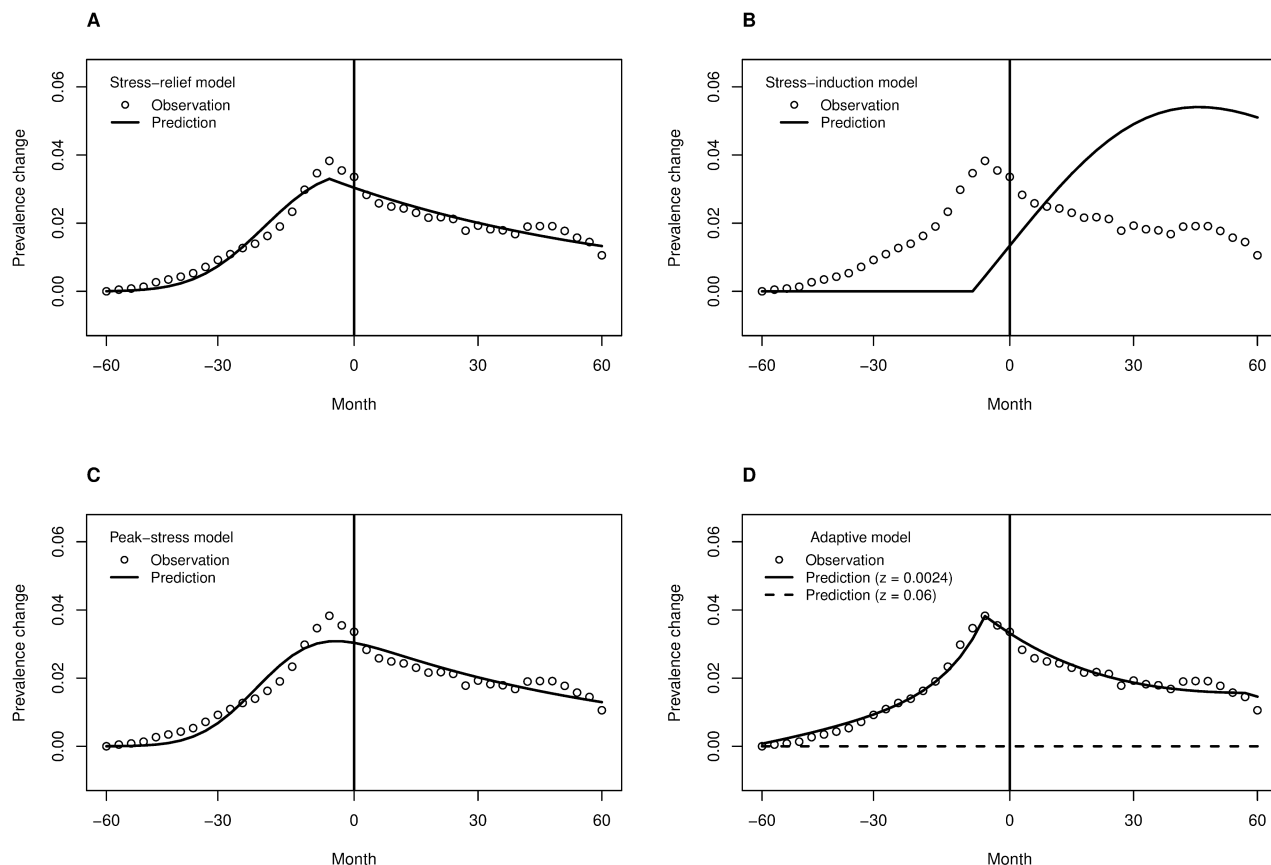 A
Stress−relief model
Observation
Prediction
Prevalence change
0.00
0.02
0.04
0.06
−60
−30
0
30
60
Month
B
Stress−induction model
Observation
Prediction
Prevalence change
0.00
0.02
0.04
0.06
−60
−30
0
30
60
Month
C
Peak−stress model
Observation
Prediction
Prevalence change
0.00
0.02
0.04
0.06
−60
−30
0
30
60
Month
D
Adaptive model
Observation
Prediction (z = 0.0024)
Prediction (z = 0.06)
Prevalence change
0.00
0.02
0.04
0.06
−60
−30
0
30
60
Month